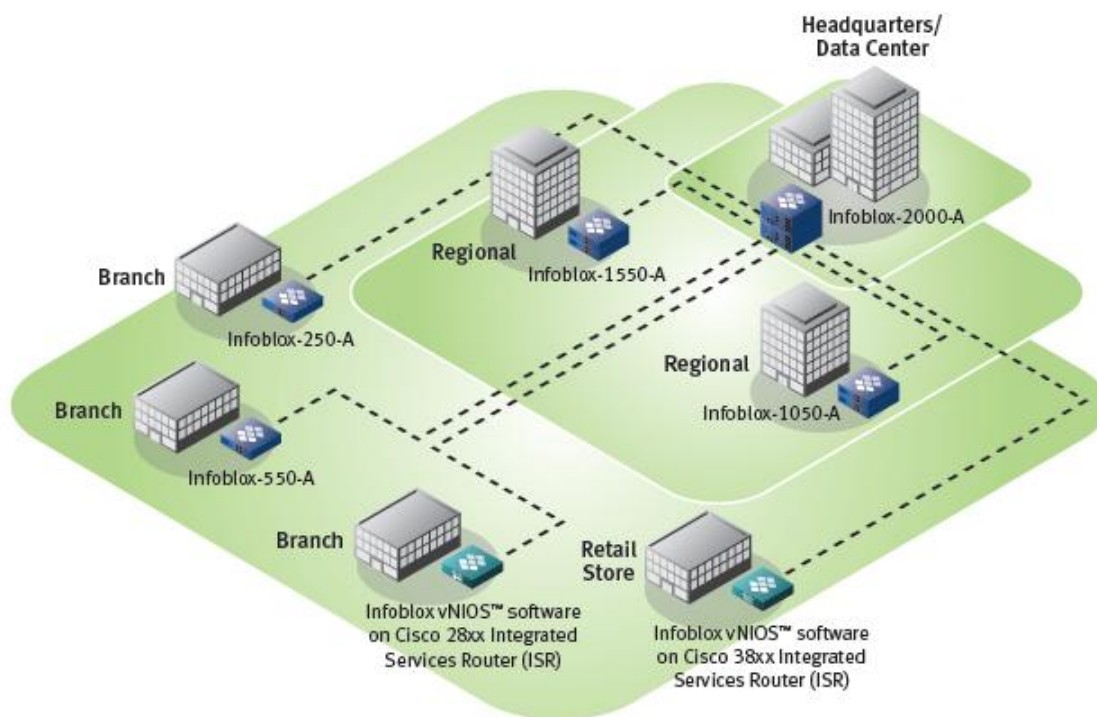 Headquarters/
Data Center
Infoblox-2000-A
Regional
Infoblox-1550-A
Branch
Infoblox-250-A
Regional
Infoblox-1050-A
Branch
Infoblox-550-A
Branch
Infoblox vNIOS™ software
on Cisco 28xx Integrated
Services Router (ISR)
Retail
Store
Infoblox vNIOS™ software
on Cisco 38xx Integrated
Services Router (ISR)